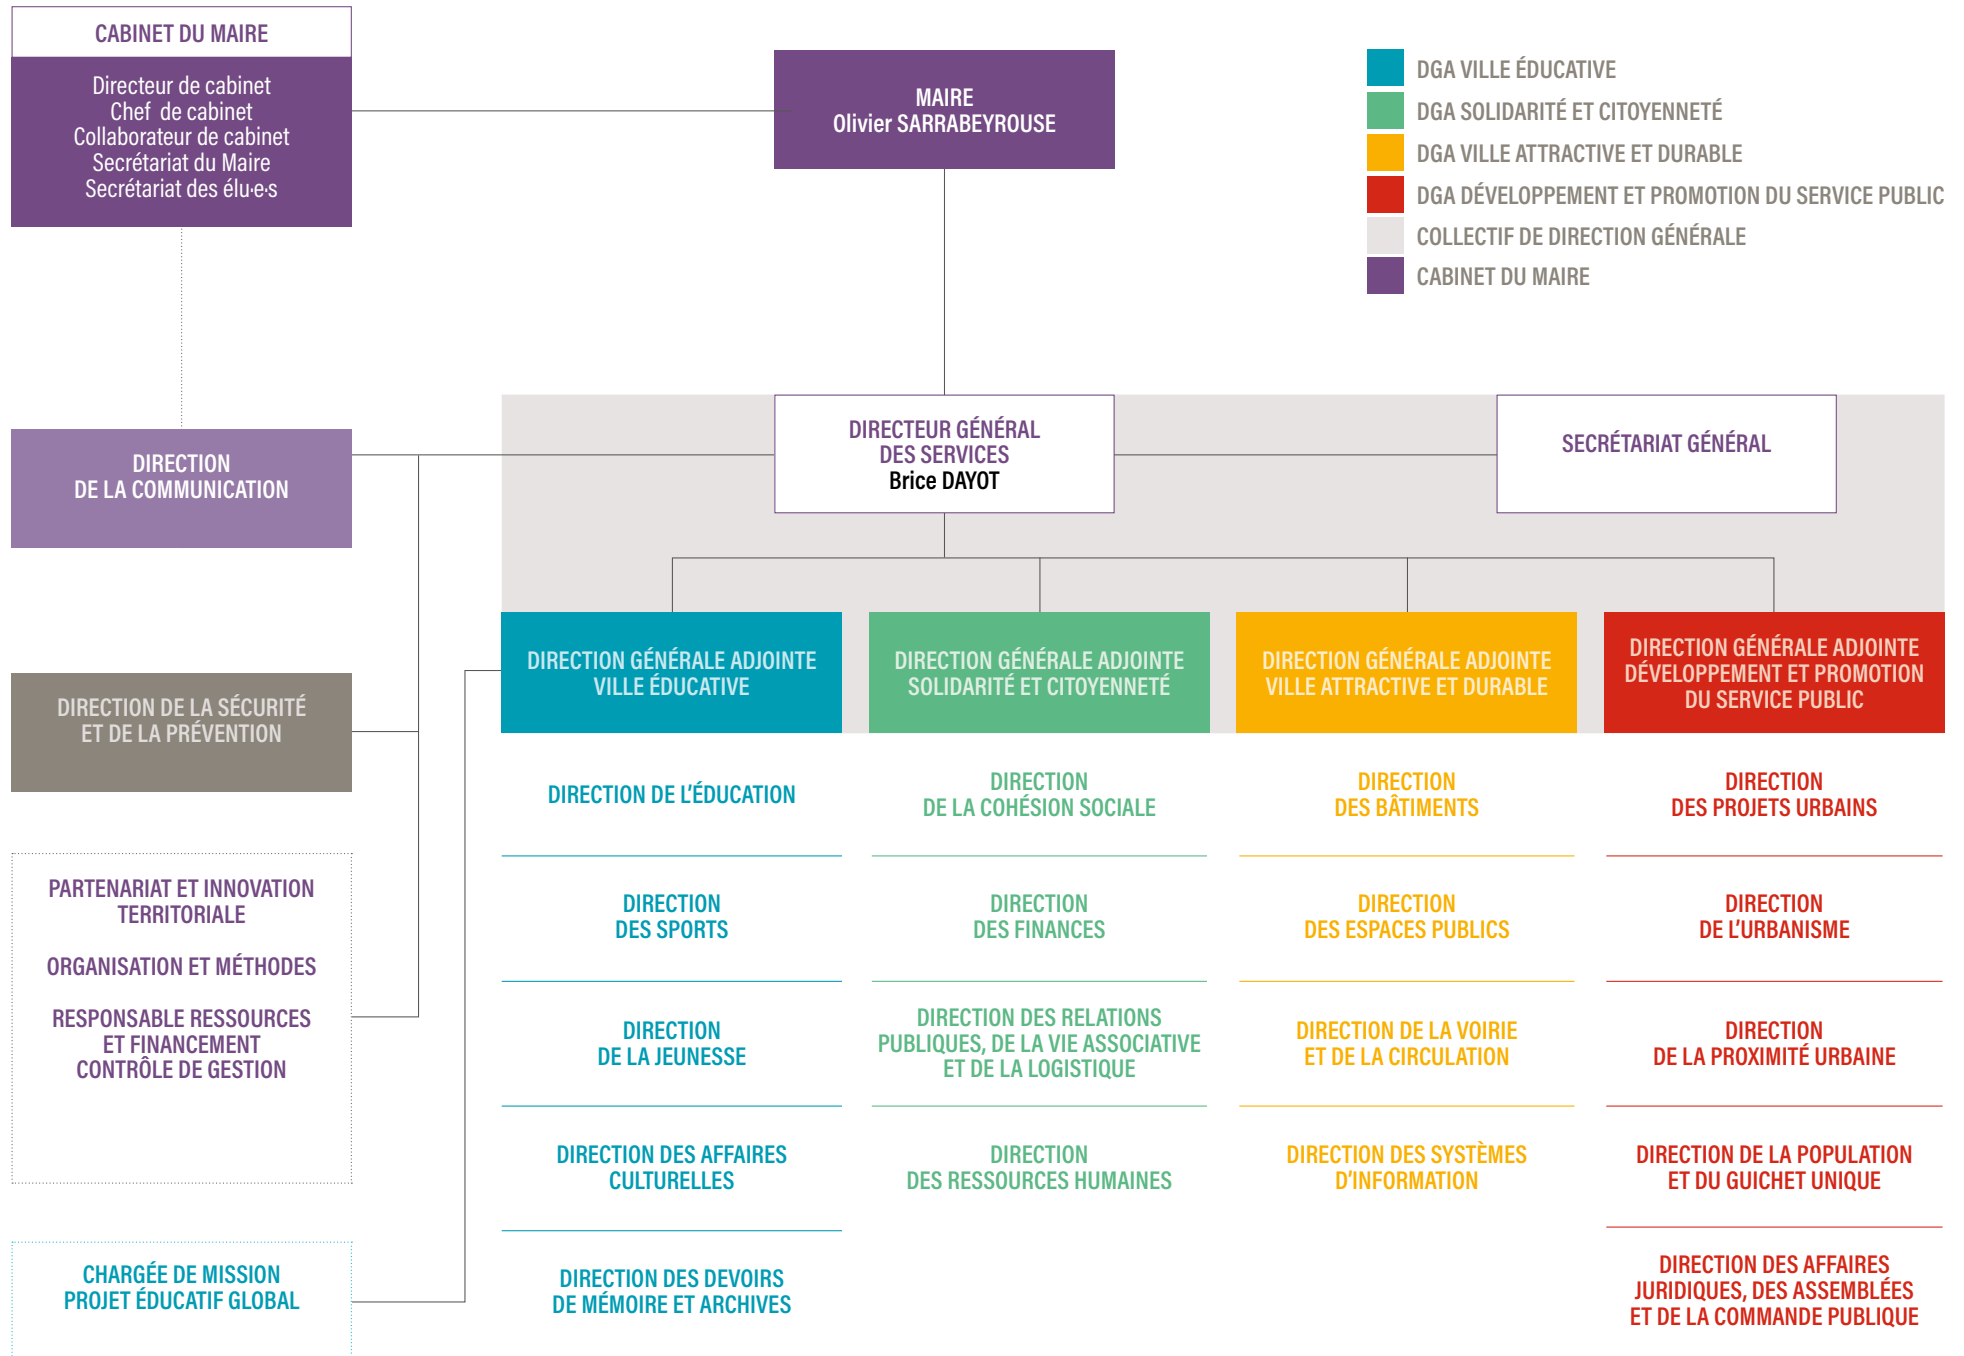 CABINET DU MAIRE
Directeur de cabinet
Chef de cabinet
Collaborateur de cabinet
Secrétariat du Maire
Secrétariat des élu·e·s
MAIRE
Olivier SARRABEYROUSE
DGA VILLE ÉDUCATIVE
DGA SOLIDARITÉ ET CITOYENNETÉ
DGA VILLE ATTRACTIVE ET DURABLE
DGA DÉVELOPPEMENT ET PROMOTION DU SERVICE PUBLIC
COLLECTIF DE DIRECTION GÉNÉRALE
CABINET DU MAIRE
DIRECTION
DE LA COMMUNICATION
DIRECTEUR GÉNÉRAL
DES SERVICES
Brice DAYOT
SECRÉTARIAT GÉNÉRAL
DIRECTION DE LA SÉCURITÉ
ET DE LA PRÉVENTION
PARTENARIAT ET INNOVATION
TERRITORIALE
ORGANISATION ET MÉTHODES
RESPONSABLE RESSOURCES
ET FINANCEMENT
CONTRÔLE DE GESTION
CHARGÉE DE MISSION
PROJET ÉDUCATIF GLOBAL
DIRECTION GÉNÉRALE ADJOINTE
VILLE ÉDUCATIVE
DIRECTION DE L'ÉDUCATION
DIRECTION
DES SPORTS
DIRECTION
DE LA JEUNESSE
DIRECTION DES AFFAIRES
CULTURELLES
DIRECTION DES DEVOIRS
DE MÉMOIRE ET ARCHIVES
DIRECTION GÉNÉRALE ADJOINTE
SOLIDARITÉ ET CITOYENNETÉ
DIRECTION
DE LA COHÉSION SOCIALE
DIRECTION
DES FINANCES
DIRECTION DES RELATIONS
PUBLIQUES, DE LA VIE ASSOCIATIVE
ET DE LA LOGISTIQUE
DIRECTION
DES RESSOURCES HUMAINES
DIRECTION GÉNÉRALE ADJOINTE
VILLE ATTRACTIVE ET DURABLE
DIRECTION
DES BÂTIMENTS
DIRECTION
DES ESPACES PUBLICS
DIRECTION DE LA VOIRIE
ET DE LA CIRCULATION
DIRECTION DES SYSTÈMES
D'INFORMATION
DIRECTION GÉNÉRALE ADJOINTE
DÉVELOPPEMENT ET PROMOTION
DU SERVICE PUBLIC
DIRECTION
DES PROJETS URBAINS
DIRECTION
DE L'URBANISME
DIRECTION
DE LA PROXIMITÉ URBAINE
DIRECTION DE LA POPULATION
ET DU GUICHET UNIQUE
DIRECTION DES AFFAIRES
JURIDIQUES, DES ASSEMBLÉES
ET DE LA COMMANDE PUBLIQUE